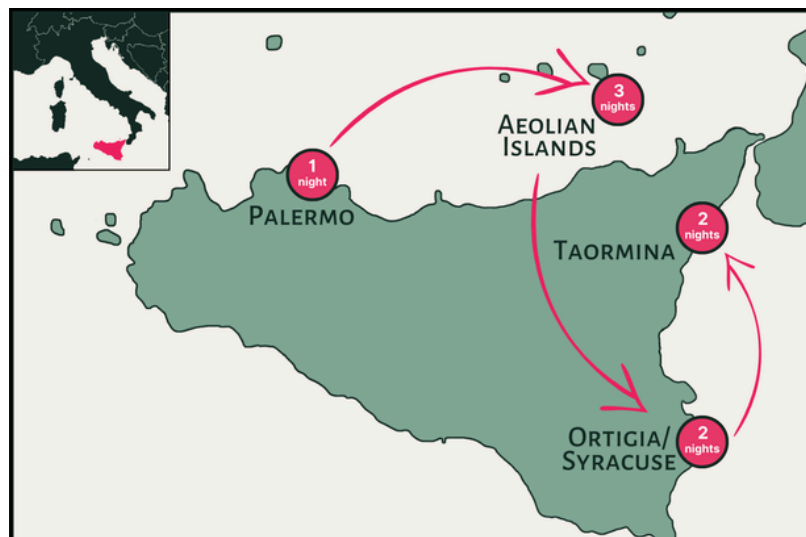 3
nights
AEOLIAN
ISLANDS
1
night
PALERMO
2
nights
TAORMINA
2
nights
ORTIGIA/
SYRACUSE